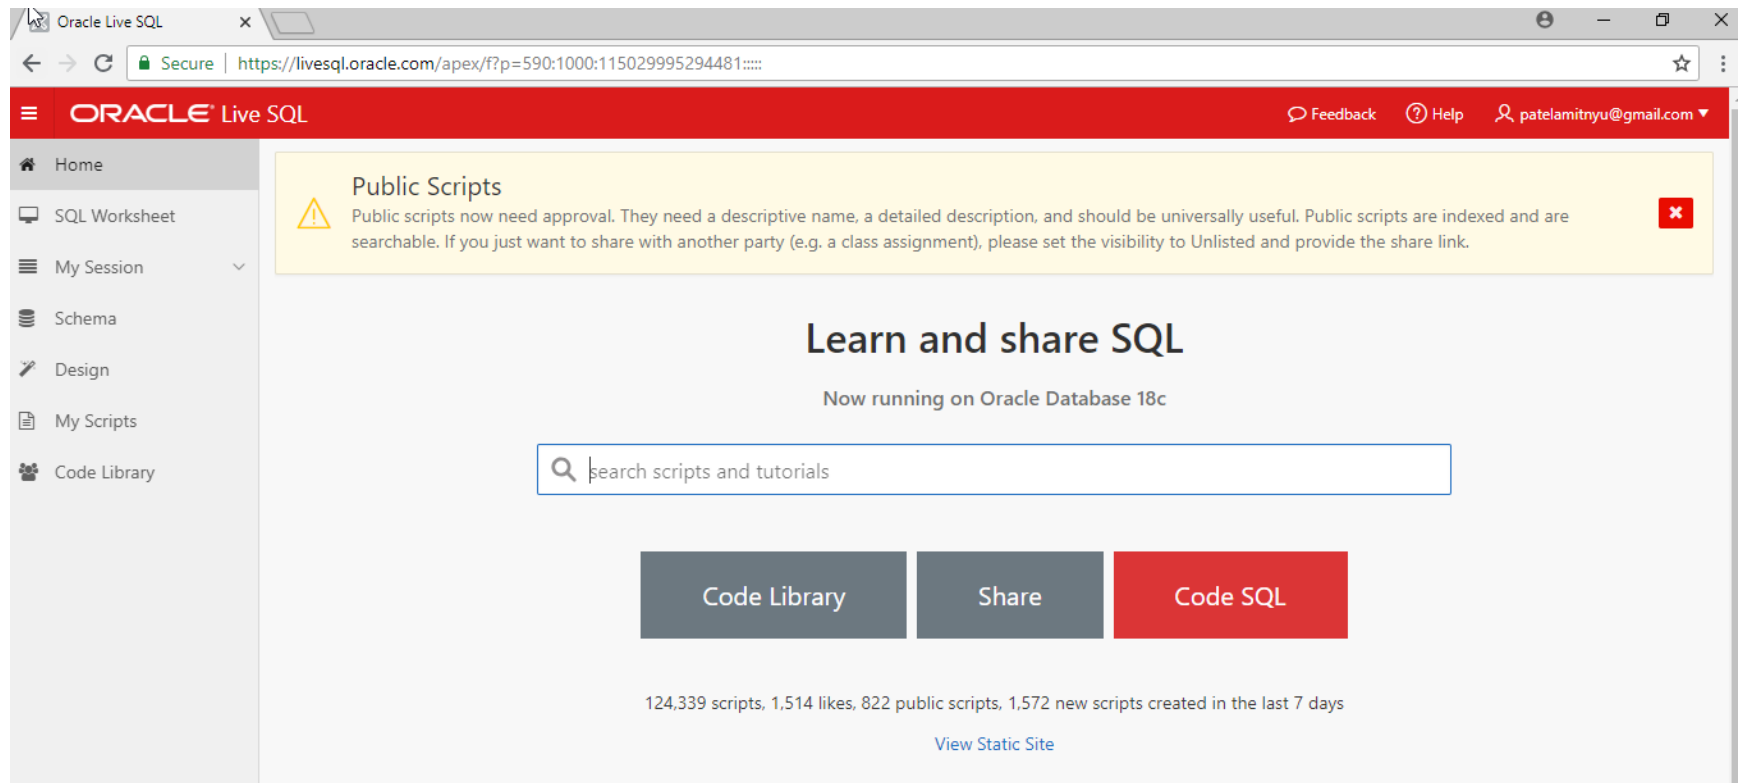 Oracle Live SQL
Secure | https://livesql.oracle.com/apex/f?p=590:1000:115029995294481:::::
ORACLE® Live SQL
Feedback
Help
patelamitnyu@gmail.com
Home
SQL Worksheet
My Session
Schema
Design
My Scripts
Code Library
Public Scripts
Public scripts now need approval. They need a descriptive name, a detailed description, and should be universally useful. Public scripts are indexed and are
searchable. If you just want to share with another party (e.g. a class assignment), please set the visibility to Unlisted and provide the share link.
Learn and share SQL
Now running on Oracle Database 18c
search scripts and tutorials
Code Library
Share
Code SQL
124,339 scripts, 1,514 likes, 822 public scripts, 1,572 new scripts created in the last 7 days
View Static Site